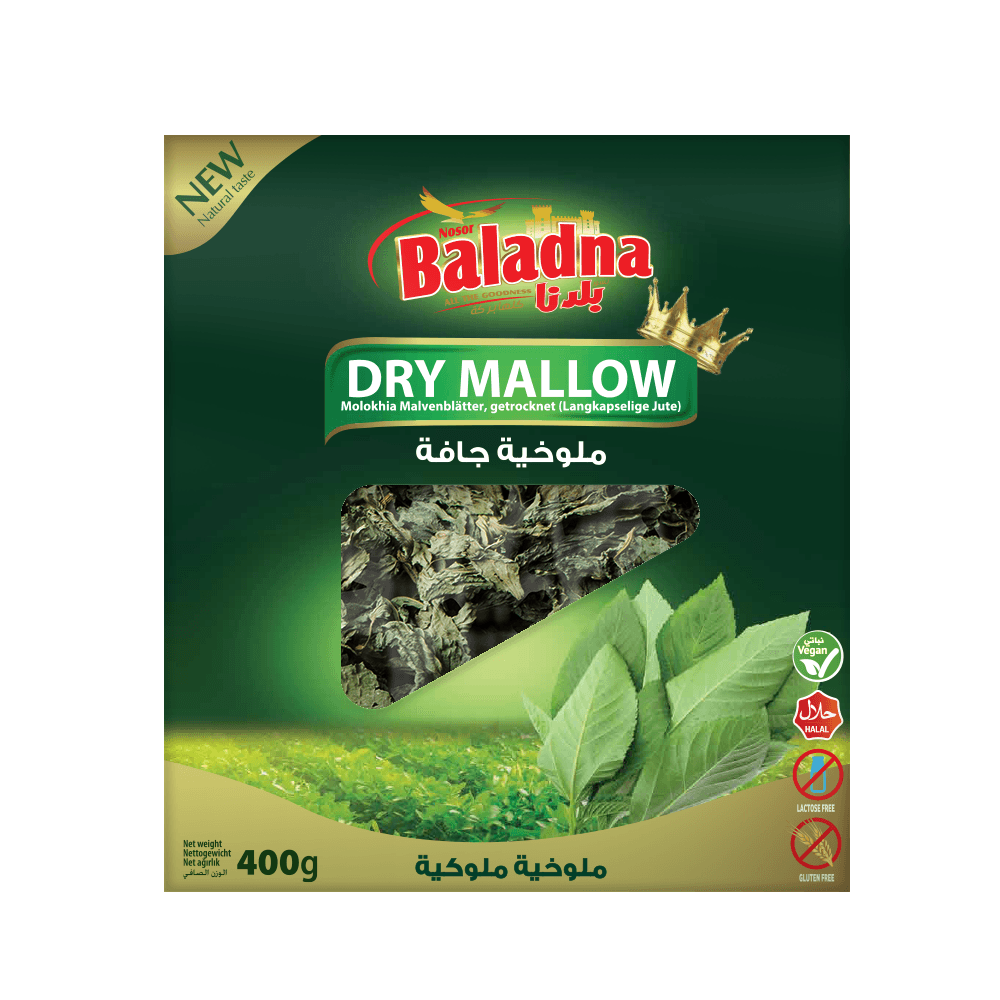 NEW
Natural taste
Nosor
Baladna
ALL THE GOODNESS
بلدنا
DRY MALLOW
Molokhia Malvenblätter, getrocknet (Langkapselige Jute)
ملوخية جافة
نباتي
Vegan
حلال
HALAL
LACTOSE FREE
GLUTEN FREE
Net weight
Nettogewicht
Net ağırlık
الوزن الصافي
400g
ملوخية ملوكية